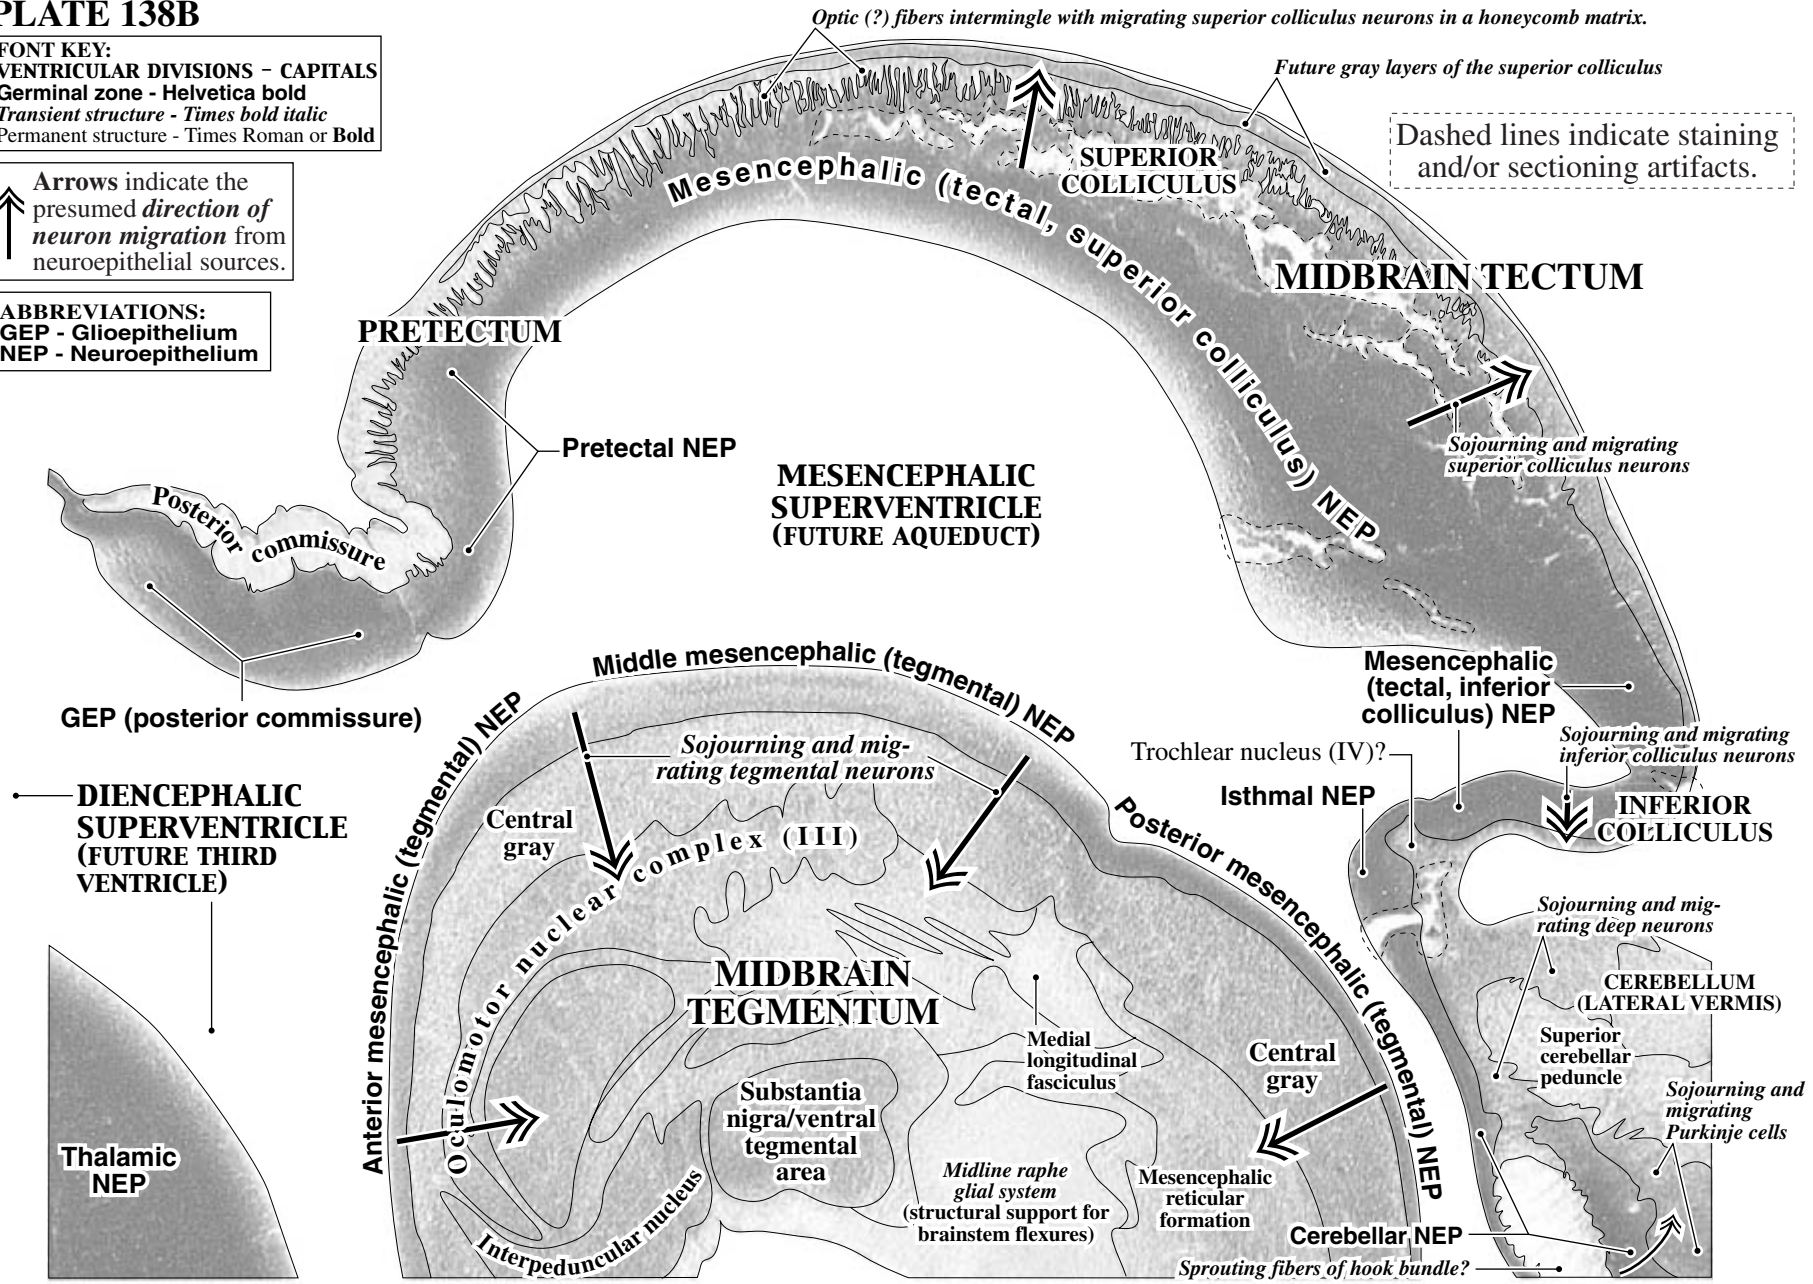 PLATE 138B
FONT KEY:
VENTRICULAR DIVISIONS – CAPITALS
Germinal zone - Helvetica bold
Transient structure - Times bold italic
Permanent structure - Times Roman or Bold
Arrows indicate the
presumed direction of
neuron migration from
neuroepithelial sources.
ABBREVIATIONS:
GEP - Glioepithelium
NEP - Neuroepithelium
Optic (?) fibers intermingle with migrating superior colliculus neurons in a honeycomb matrix.
Future gray layers of the superior colliculus
Dashed lines indicate staining
and/or sectioning artifacts.
SUPERIOR
COLLICULUS
Mesencephalic (tectal, superior colliculus) NEP
MIDBRAIN TECTUM
PRETECTUM
Pretectal NEP
Sojourning and migrating
superior colliculus neurons
MESENCEPHALIC
SUPERVENTRICLE
(FUTURE AQUEDUCT)
Posterior commissure
GEP (posterior commissure)
Mesencephalic
(tectal, inferior
colliculus) NEP
Sojourning and migrating
inferior colliculus neurons
Trochlear nucleus (IV)?
Isthmal NEP
INFERIOR
COLLICULUS
DIENCEPHALIC
SUPERVENTRICLE
(FUTURE THIRD
VENTRICLE)
Anterior mesencephalic (tegmental) NEP
Middle mesencephalic (tegmental) NEP
Posterior mesencephalic (tegmental) NEP
Sojourning and mig-
rating tegmental neurons
Central
gray
Oculomotor nuclear complex (III)
MIDBRAIN
TEGMENTUM
Medial
longitudinal
fasciculus
Central
gray
Substantia
nigra/ventral
tegmental
area
Midline raphe
glial system
(structural support for
brainstem flexures)
Mesencephalic
reticular
formation
Interpeduncular nucleus
Thalamic
NEP
Sojourning and mig-
rating deep neurons
CEREBELLUM
(LATERAL VERMIS)
Superior
cerebellar
peduncle
Sojourning and
migrating
Purkinje cells
Cerebellar NEP
Sprouting fibers of hook bundle?